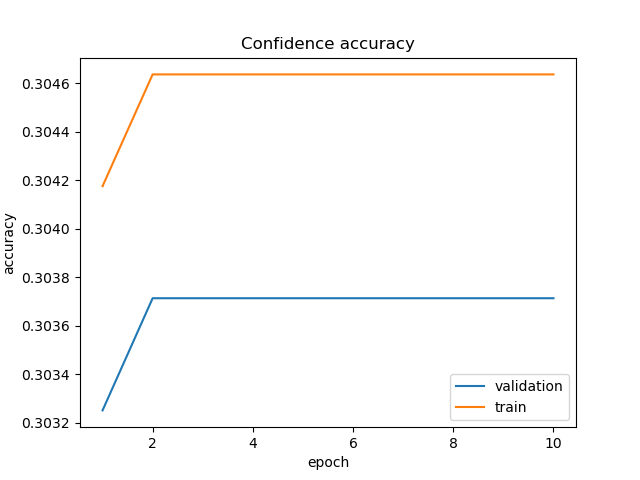 Confidence accuracy
accuracy
0.3046
0.3044
0.3042
0.3040
0.3038
0.3036
0.3034
0.3032
validation
train
2 4 6 8 10
epoch